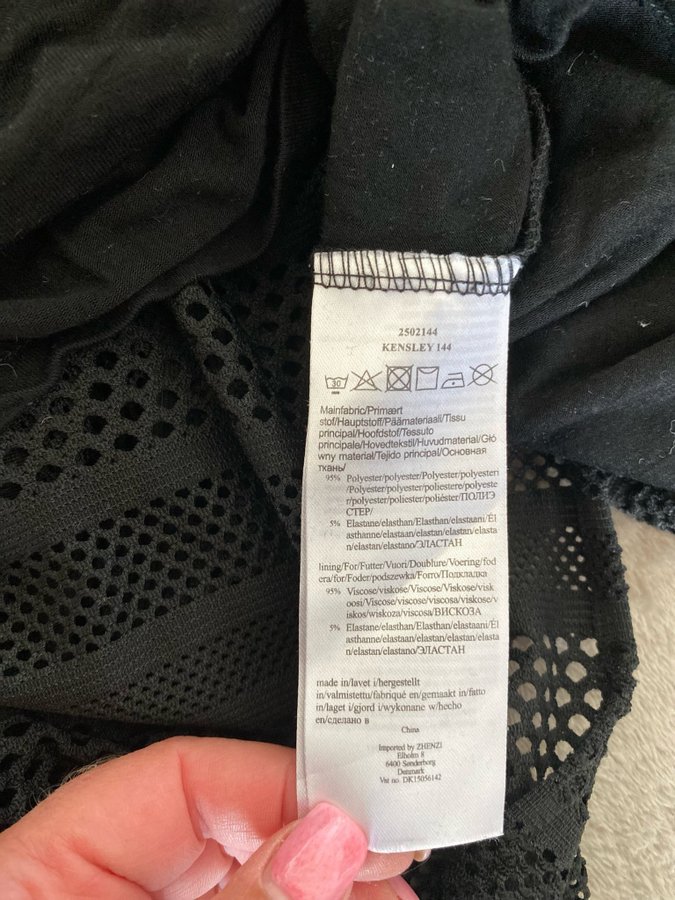 2502144
KENSLEY 144
30
Mainfabric/Primært
stof/Hauptstoff/Päämateriaali/Tissu
principal/Hoofdstof/Tessuto
principale/Hovedtekstil/Huvudmaterial/Głó
wny materiał/Tejido principal/Основная
ткань/
95% Polyester/polyester/Polyester/polyesteri
/Polyester/polyester/poliestere/polyeste
r/polyester/poliester/poliéster/ПОЛИЭ
СТЕР/
5% Elastane/elasthan/Elasthan/elastaani/Él
asthanne/elastaan/elastan/elastan/elasta
n/elastan/elastano/ЭЛАСТАН
lining/For/Futter/Vuori/Doublure/Voering/fod
era/for/Foder/podszewka/Forro/Подкладка
95% Viscose/viskose/Viscose/Viskose/visk
oosi/Viscose/viscose/viscosa/viskose/v
iskos/wiskoza/viscosa/ВИСКОЗА
5% Elastane/elasthan/Elasthan/elastaani/Él
asthanne/elastaan/elastan/elastan/elasta
n/elastan/elastano/ЭЛАСТАН
made in/lavet i/hergestellt
in/valmistettu/fabriqué en/gemaakt in/fatto
in/laget i/gjord i/wykonane w/hecho
en/сделано в
China
Imported by ZHENZI
Elholm 8
6400 Sønderborg
Denmark
Vat no. DK15056142